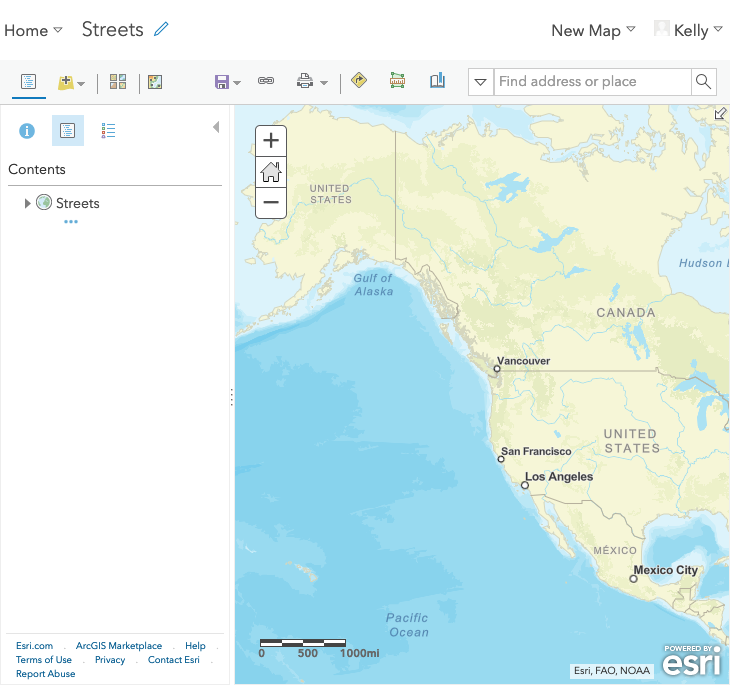 Home
Streets
New Map
Kelly
Find address or place
Contents
Streets
Esri.com . ArcGIS Marketplace . Help .
Terms of Use . Privacy . Contact Esri .
Report Abuse
UNITED
STATES
Gulf of
Alaska
Hudson
CANADA
Vancouver
UNITED
STATES
San Francisco
Los Angeles
MÉXICO
Mexico City
Pacific
Ocean
0 500 1000mi
Esri, FAO, NOAA
POWERED BY
esri